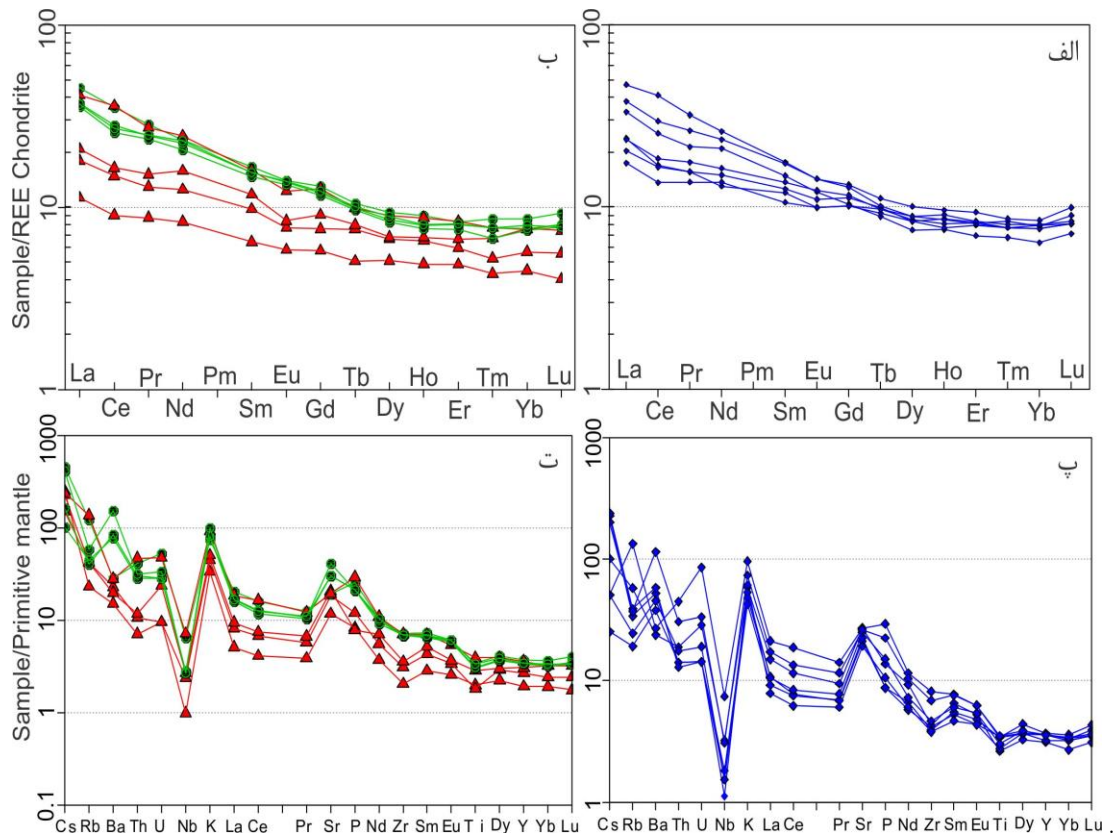 100
10
1
Sample/REE Chondrite
ب
La Pr Pm Eu Tb Ho Tm Lu
Ce Nd Sm Gd Dy Er Yb
100
10
1
الف
La Pr Pm Eu Tb Ho Tm Lu
Ce Nd Sm Gd Dy Er Yb
1000
100
10
1
0.1
Sample/Primitive mantle
ت
Cs Rb Ba Th U Nb K La Ce Pr Sr P Nd Zr Sm Eu Ti Dy Y Yb Lu
1000
100
10
1
پ
Cs Rb Ba Th U Nb K La Ce Pr Sr P Nd Zr Sm Eu Ti Dy Y Yb Lu